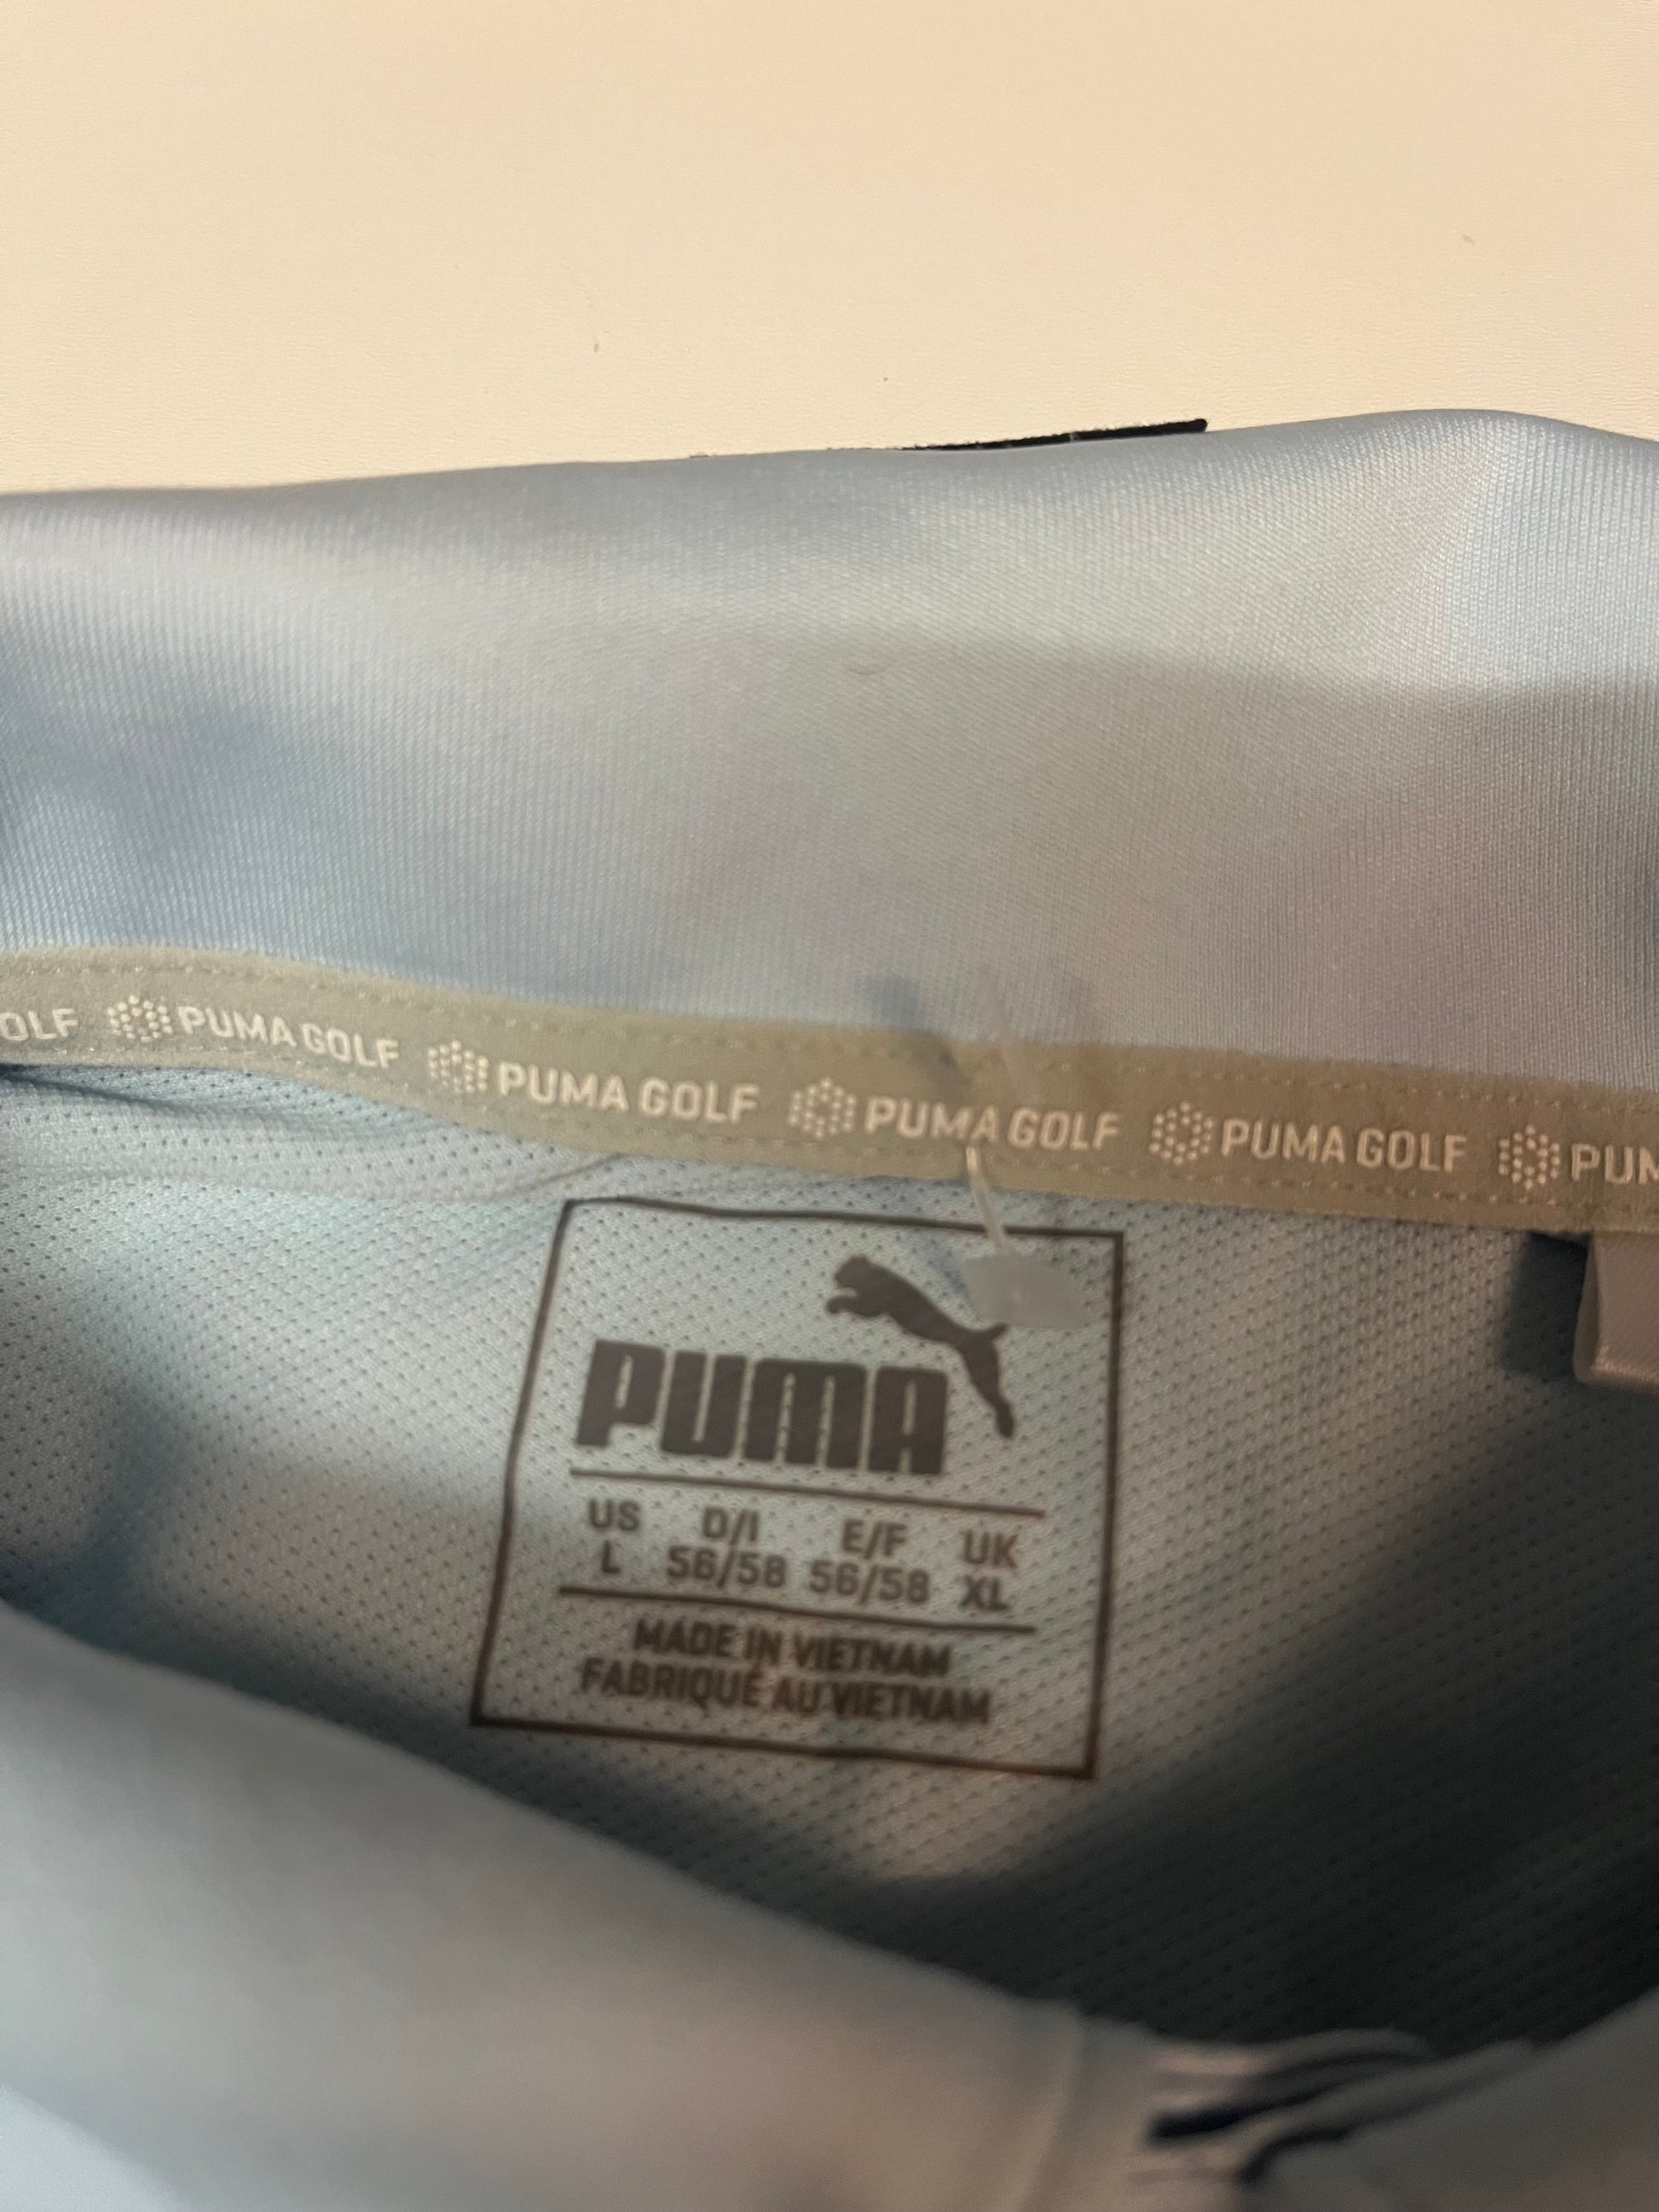 OLF PUMA GOLF PUMA GOLF PUMA GOLF PUMA GOLF PUM
PUMA
US D/I E/F UK
L 56/58 56/58 XL
MADE IN VIETNAM
FABRIQUÉ AU VIETNAM